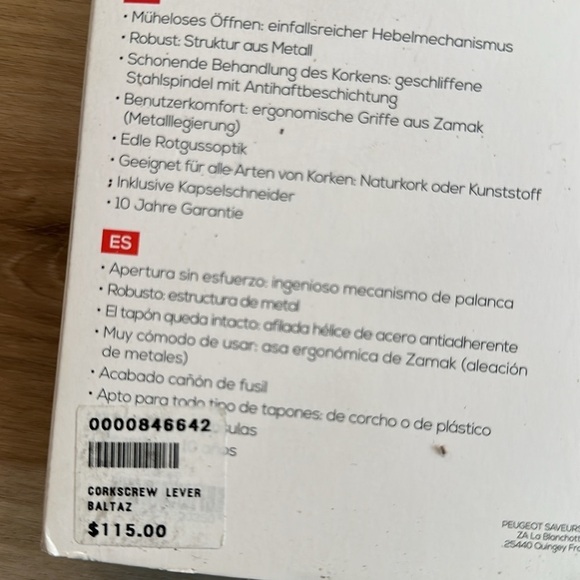 • Müheloses Öffnen: einfallsreicher Hebelmechanismus
• Robust: Struktur aus Metall
• Schonende Behandlung des Korkens: geschliffene
Stahlspindel mit Antihaftbeschichtung
• Benutzerkomfort: ergonomische Griffe aus Zamak
(Metalllegierung)
• Edle Rotgussoptik
• Geeignet für alle Arten von Korken: Naturkork oder Kunststoff
• Inklusive Kapselschneider
• 10 Jahre Garantie
ES
• Apertura sin esfuerzo: ingenioso mecanismo de palanca
• Robusto: estructura de metal
• El tapón queda intacto: afilada hélice de acero antiadherente
• Muy cómodo de usar: asa ergonómica de Zamak (aleación
de metales)
• Acabado cañón de fusil
• Apto para todo tipo de tapones: de corcho o de plástico
0000846642
CORKSCREW LEVER
BALTAZ
$115.00
PEUGEOT SAVEURS
ZA La Blanchott
25440 Quingey Fra